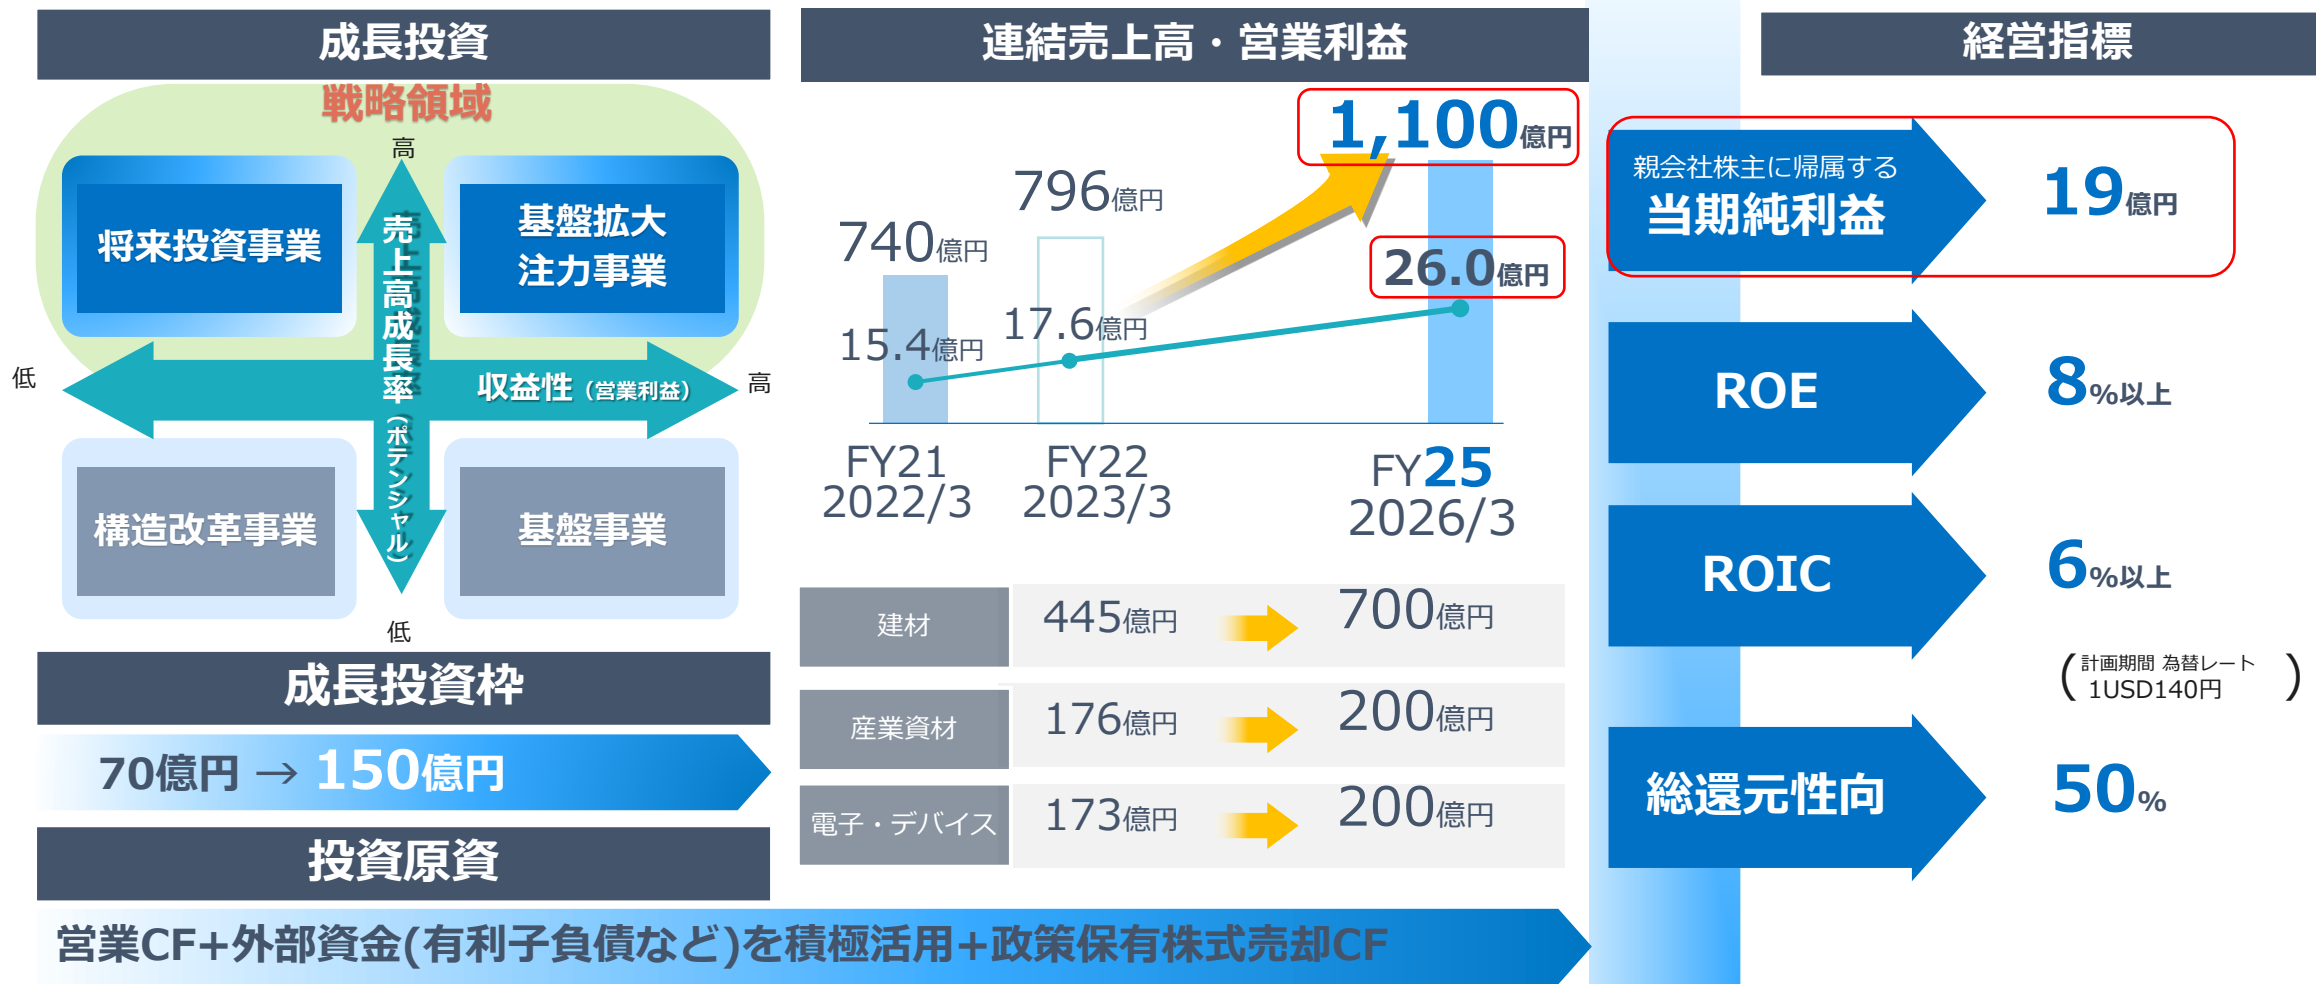 成長投資
戦略領域
高
将来投資事業
基盤拡大
注力事業
売上高成長率(ポテンシャル)
低
収益性（営業利益）
高
構造改革事業
基盤事業
低
成長投資枠
70億円 → 150億円
投資原資
営業CF+外部資金(有利子負債など)を積極活用+政策保有株式売却CF
連結売上高・営業利益
1,100億円
796億円
740億円
26.0億円
17.6億円
15.4億円
FY21
2022/3
FY22
2023/3
FY25
2026/3
建材
445億円
700億円
産業資材
176億円
200億円
電子・デバイス
173億円
200億円
経営指標
親会社株主に帰属する
当期純利益
19億円
ROE
8%以上
ROIC
6%以上
(計画期間 為替レート
1USD140円)
総還元性向
50%